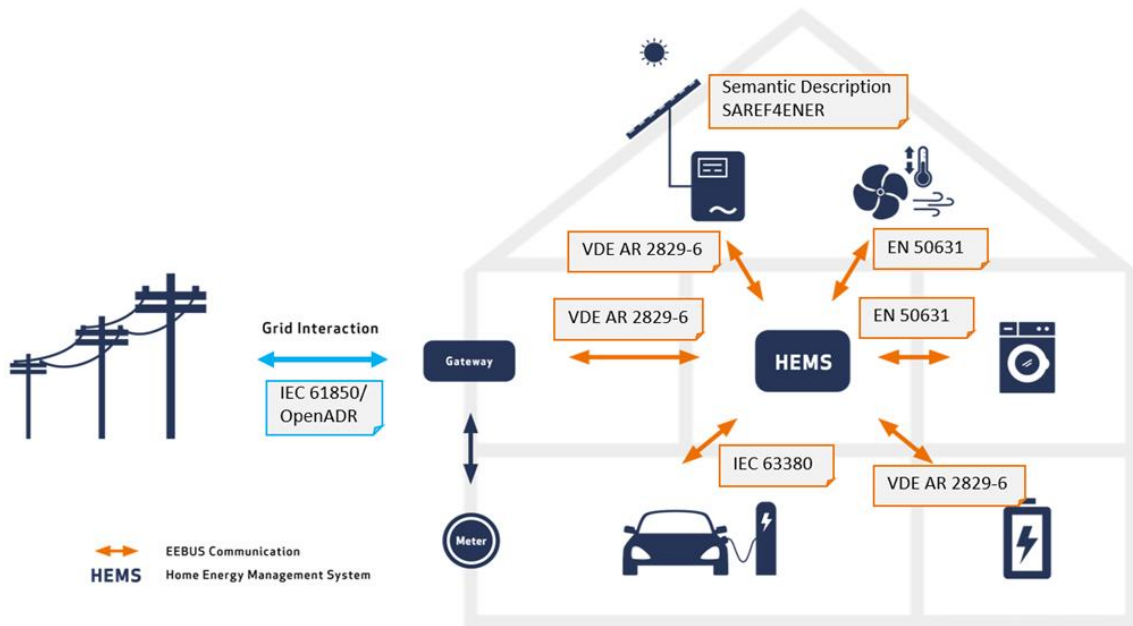 Semantic Description
SAREF4ENER
VDE AR 2829-6
EN 50631
VDE AR 2829-6
EN 50631
Grid Interaction
Gateway
HEMS
IEC 61850/
OpenADR
IEC 63380
VDE AR 2829-6
Meter
EEBUS Communication
HEMS Home Energy Management System